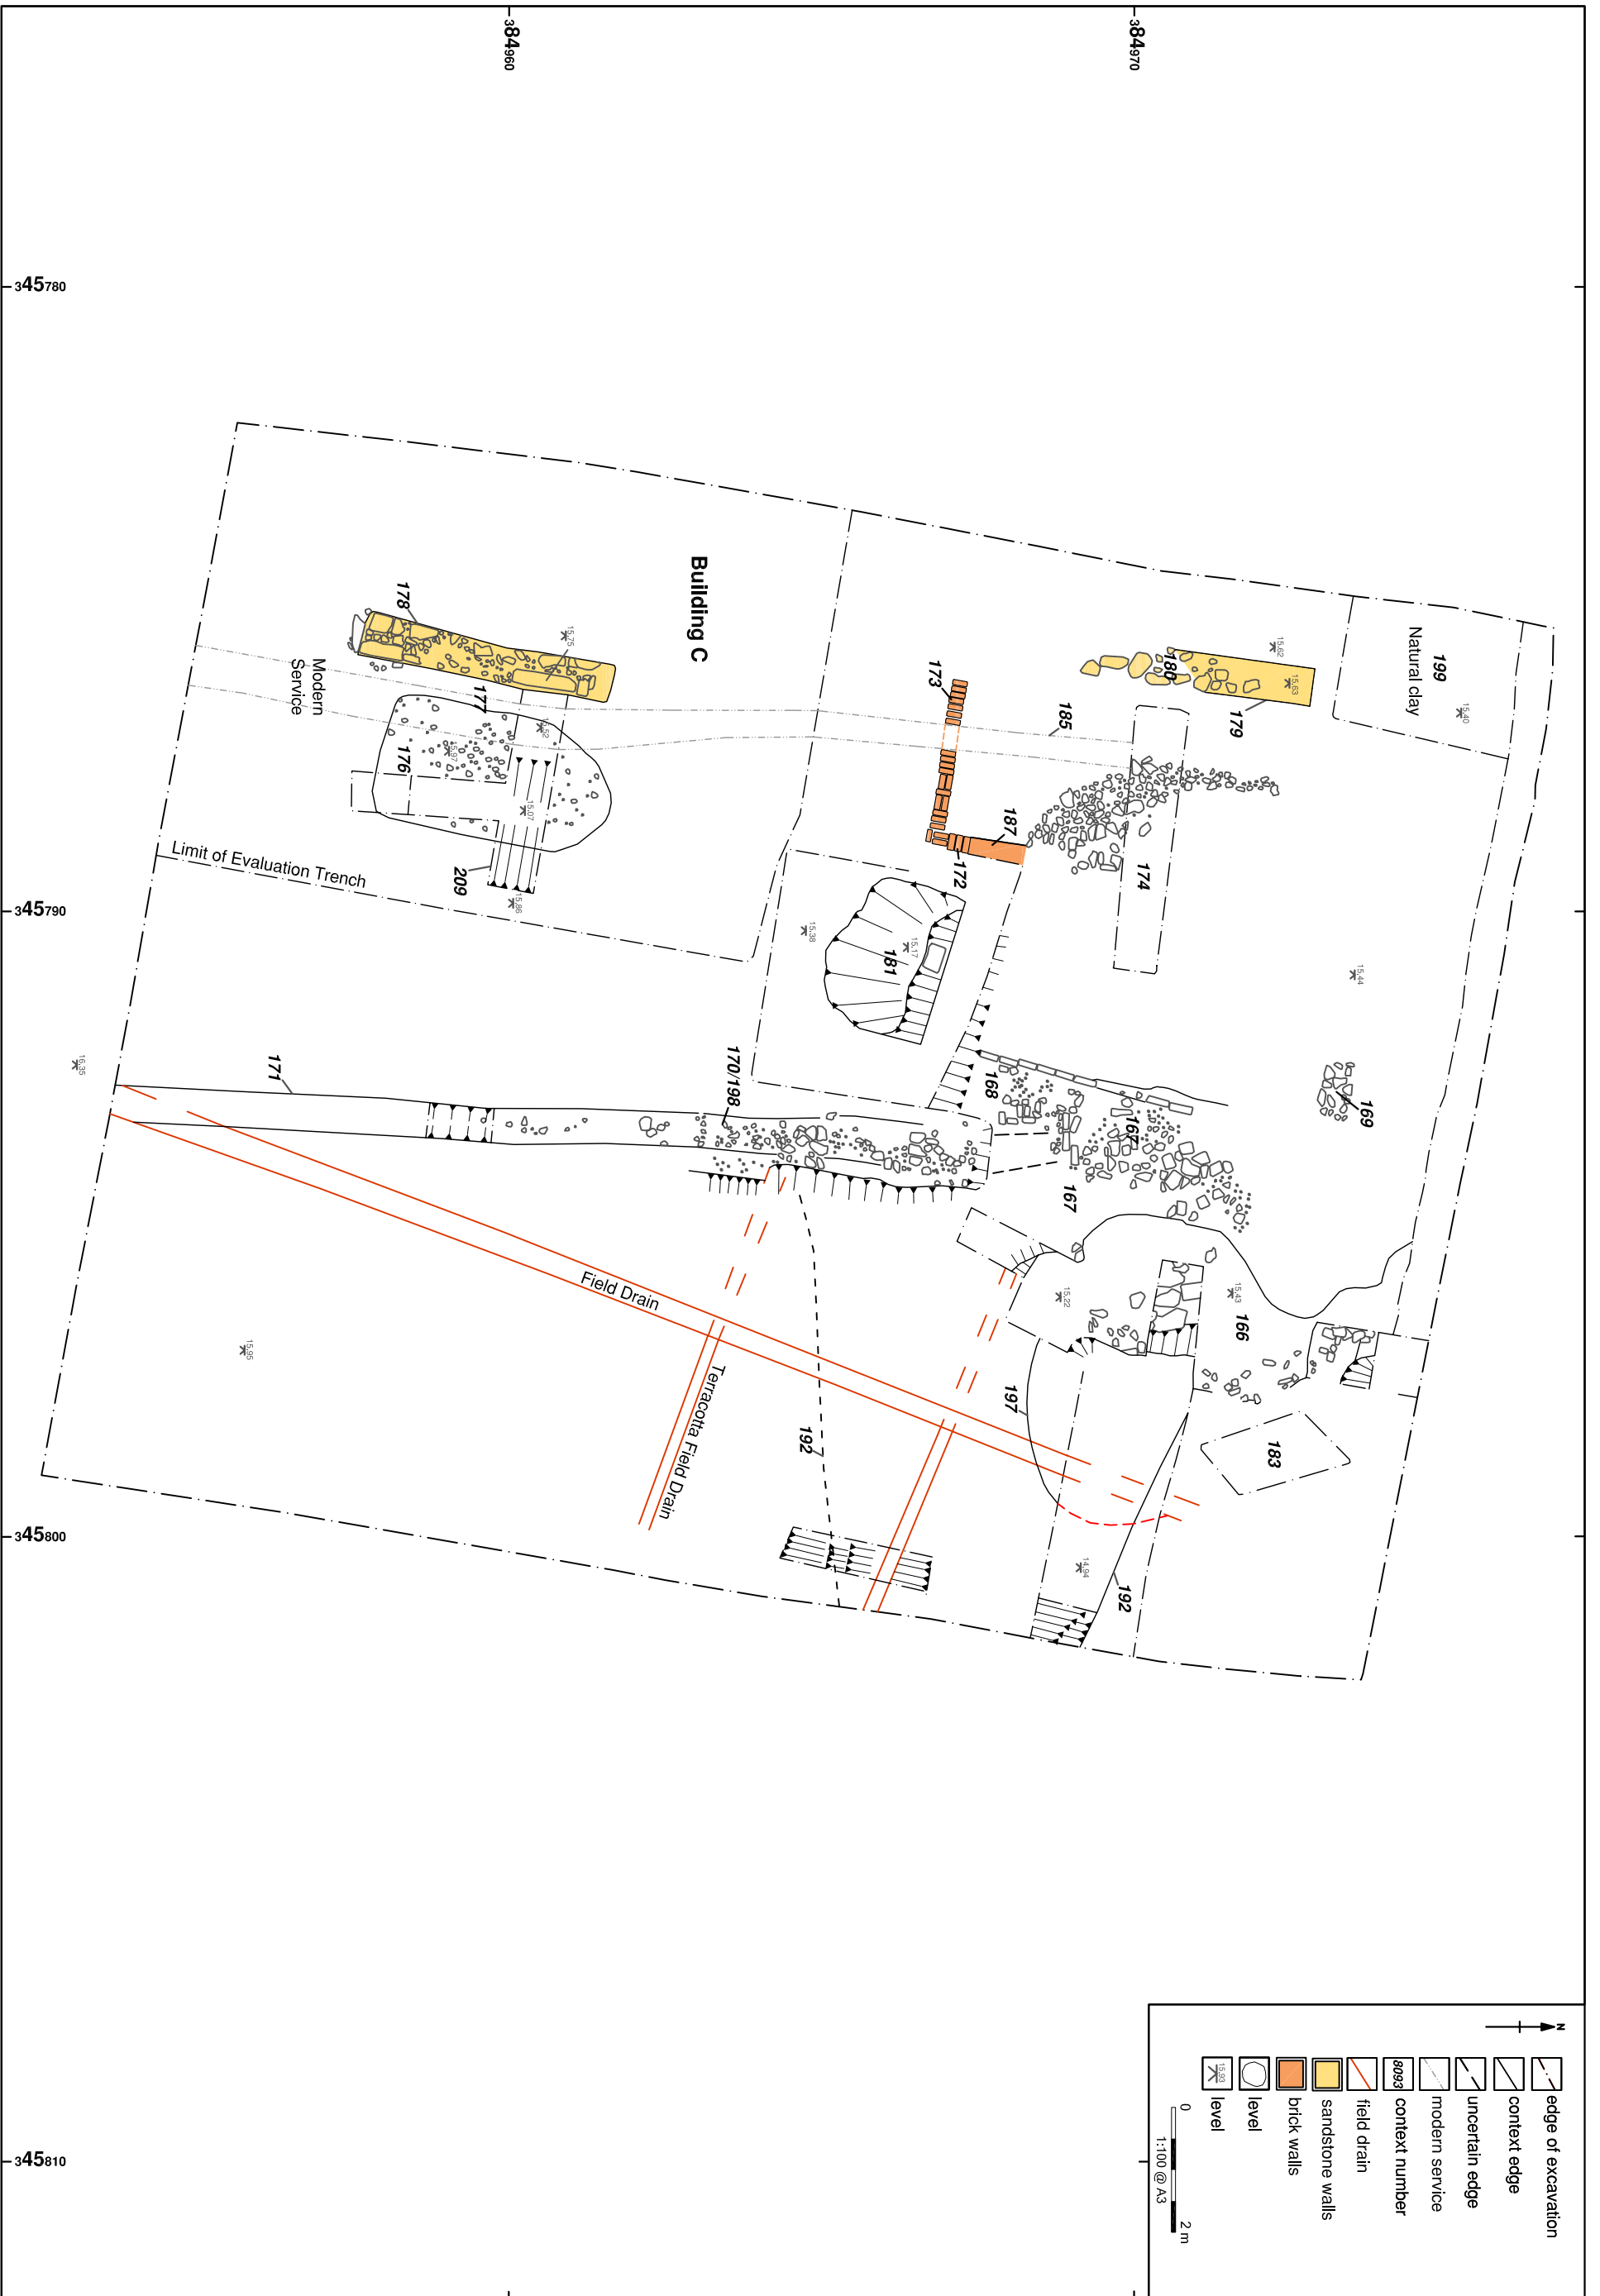 384970
384960
345780
345790
345800
345810
199
Natural clay
15.40
15.62
180
15.63
179
185
173
187
172
174
15.44
169
Building C
178
15.75
177
15.52
176
15.97
15.07
209
15.86
Modern
Service
Limit of Evaluation Trench
15.38
15.17
181
168
167
167
170/198
171
16.35
15.95
Field Drain
Terracotta Field Drain
15.22
15.43
166
197
183
192
192
14.94
N
edge of excavation
context edge
uncertain edge
modern service
8093 context number
field drain
sandstone walls
brick walls
level
15.93 level
0 2 m
1:100 @ A3